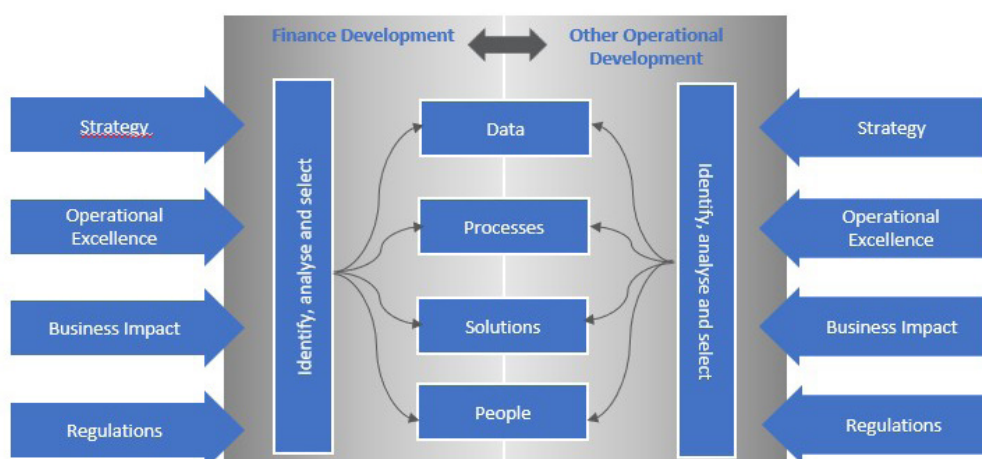 Finance Development
Other Operational
Development
Strategy
Operational
Excellence
Business Impact
Regulations
Identify, analyse and select
Data
Processes
Solutions
People
Identify, analyse and select
Strategy
Operational
Excellence
Business Impact
Regulations